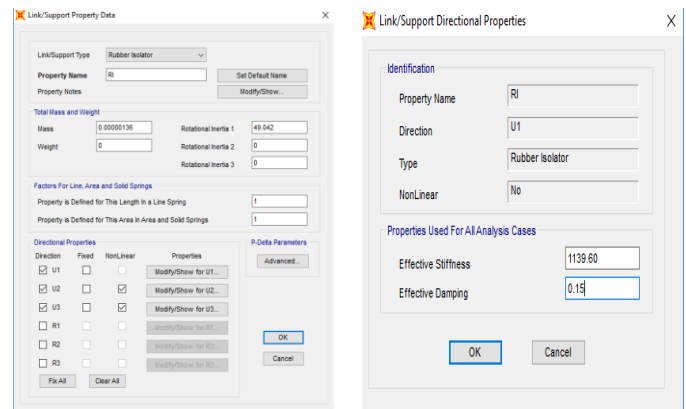 Link/Support Property Data
Link/Support Type Rubber Isolator
Property Name RI Set Default Name
Property Notes Modify/Show...
Total Mass and Weight
Mass 0.00000136 Rotational Inertia 1 49.042
Weight 0 Rotational Inertia 2 0
Rotational Inertia 3 0
Factors For Line, Area and Solid Springs
Property is Defined for This Length In a Line Spring 1
Property is Defined for This Area In Area and Solid Springs 1
Directional Properties P-Delta Parameters
Direction Fixed NonLinear Properties Advanced...
U1 Modify/Show for U1...
U2 Modify/Show for U2...
U3 Modify/Show for U3...
R1 Modify/Show for R1...
R2 Modify/Show for R2...
R3 Modify/Show for R3...
OK
Cancel
Fix All Clear All
Link/Support Directional Properties
Identification
Property Name RI
Direction U1
Type Rubber Isolator
NonLinear No
Properties Used For All Analysis Cases
Effective Stiffness 1139.60
Effective Damping 0.15
OK Cancel